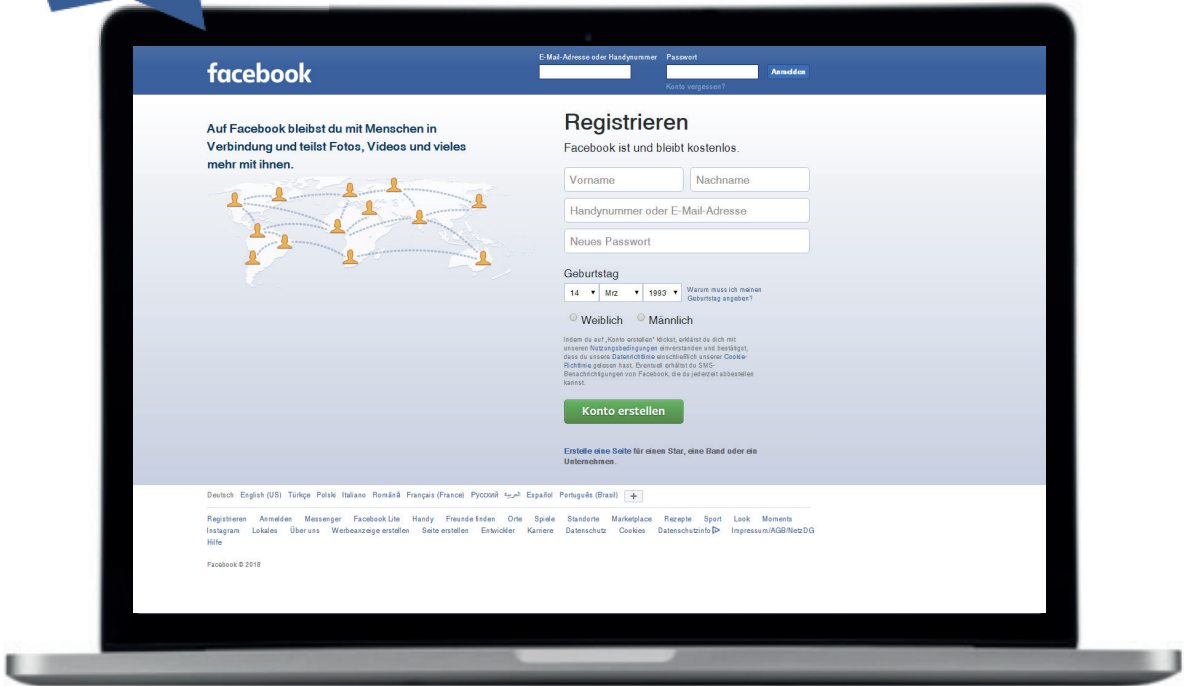 facebook
E-Mail-Adresse oder Handynummer Passwort
Anmelden
Konto vergessen?
Auf Facebook bleibst du mit Menschen in
Verbindung und teilst Fotos, Videos und vieles
mehr mit ihnen.
Registrieren
Facebook ist und bleibt kostenlos.
Vorname Nachname
Handynummer oder E-Mail-Adresse
Neues Passwort
Geburtstag
14 Mrz 1993
Warum muss ich meinen
Geburtstag angeben?
Weiblich Männlich
Indem du auf „Konto erstellen“ klickst, erklärst du dich mit
unseren Nutzungsbedingungen einverstanden und bestätigst,
dass du unsere Datenrichtlinie einschließlich unserer Cookie-
Richtlinie gelesen hast. Eventuell erhältst du SMS-
Benachrichtigungen von Facebook, die du jederzeit abbestellen
kannst.
Konto erstellen
Erstelle eine Seite für einen Star, eine Band oder ein
Unternehmen.
Deutsch English (US) Türkçe Polski Italiano Română Français (France) Русский العربية Español Português (Brasil) +
Registrieren Anmelden Messenger Facebook Lite Handy Freunde finden Orte Spiele Standorte Marketplace Rezepte Sport Look Moments
Instagram Lokales Über uns Werbeanzeige erstellen Seite erstellen Entwickler Karriere Datenschutz Cookies Datenschutzinfo Impressum/AGB/NetzDG
Hilfe
Facebook © 2018